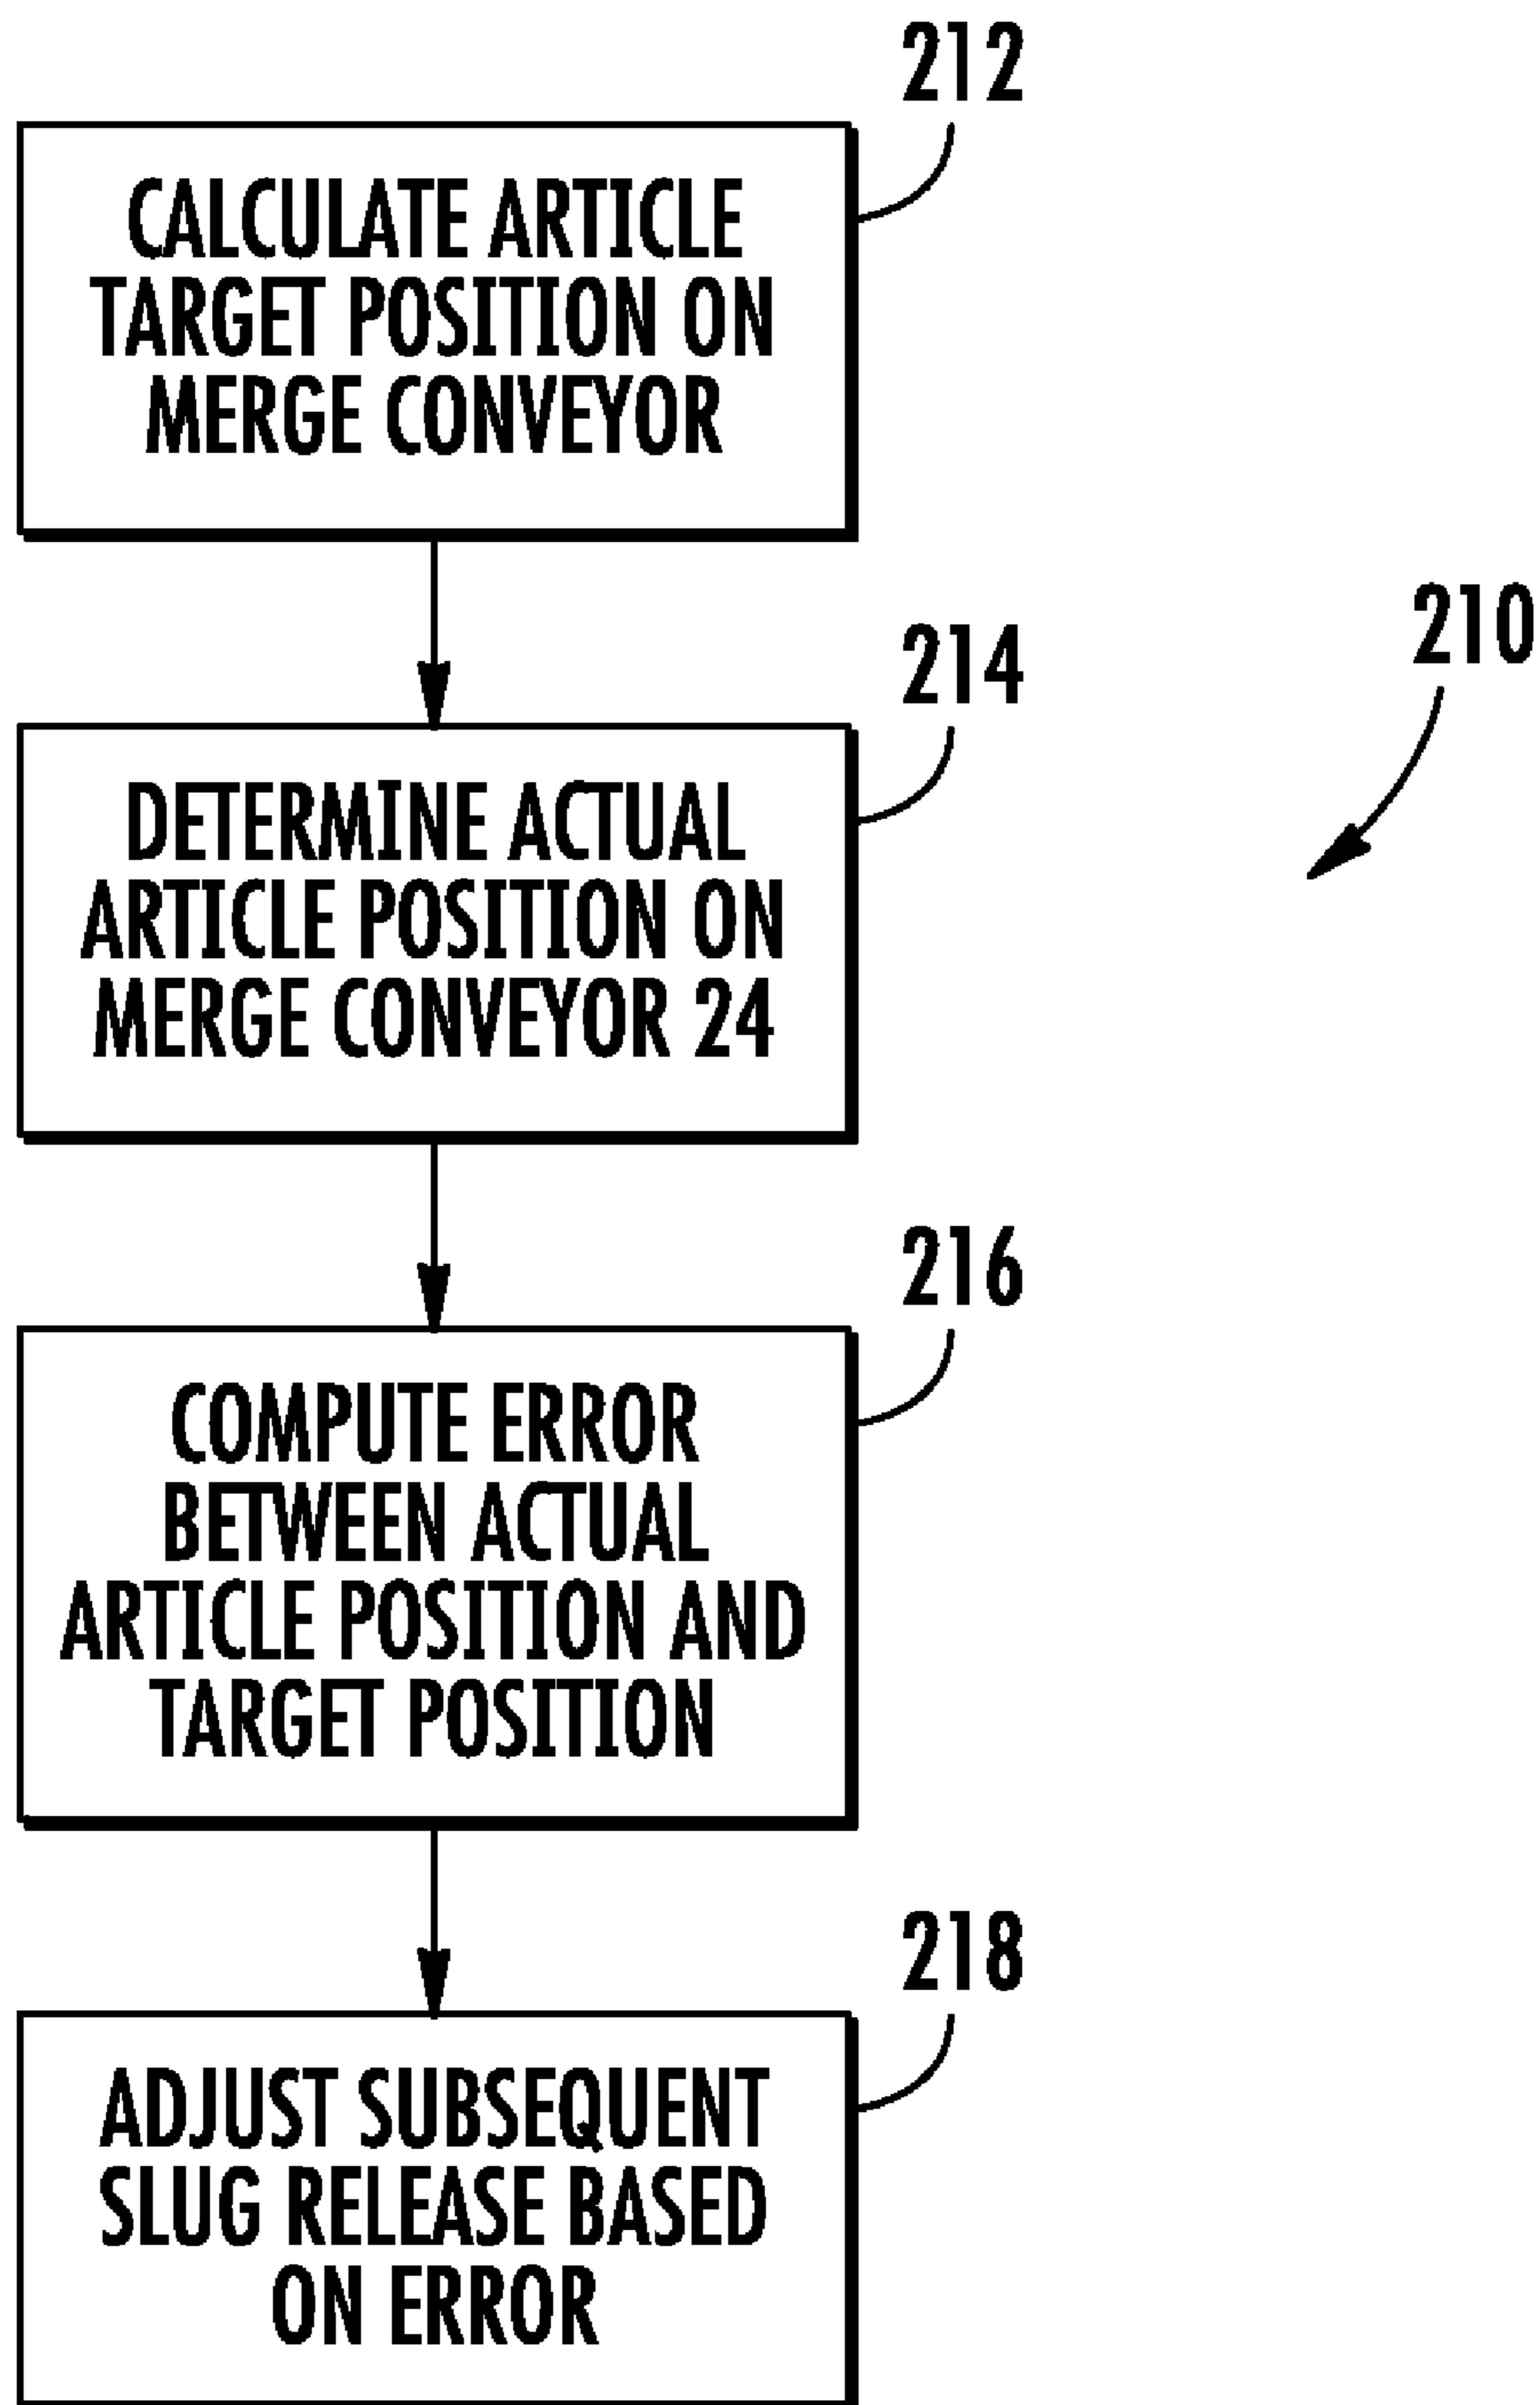 212
CALCULATE ARTICLE
TARGET POSITION ON
MERGE CONVEYOR
210
214
DETERMINE ACTUAL
ARTICLE POSITION ON
MERGE CONVEYOR 24
216
COMPUTE ERROR
BETWEEN ACTUAL
ARTICLE POSITION AND
TARGET POSITION
218
ADJUST SUBSEQUENT
SLUG RELEASE BASED
ON ERROR